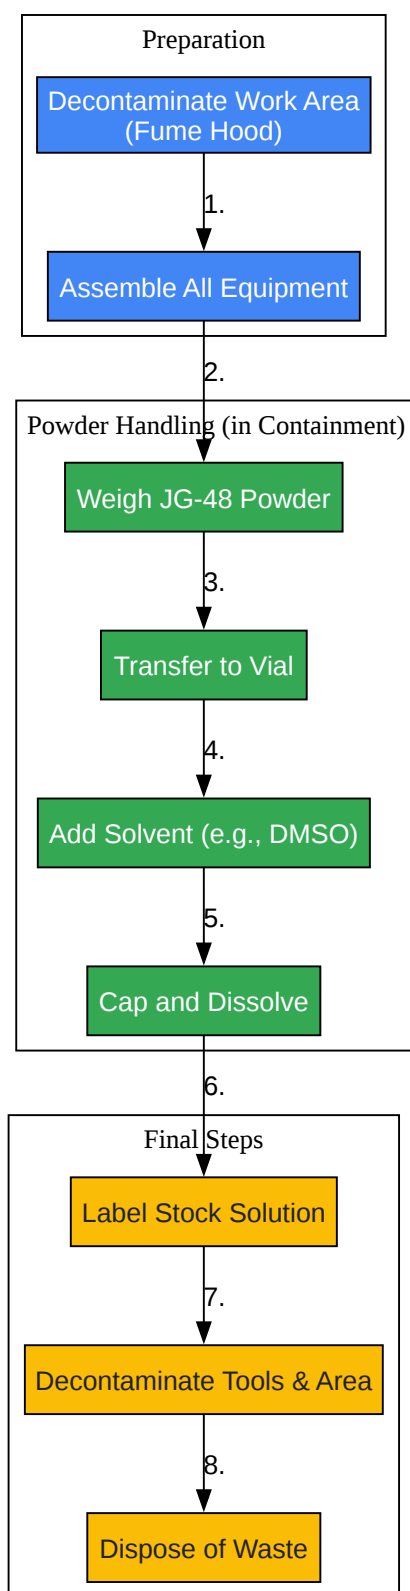 Preparation
Decontaminate Work Area
(Fume Hood)
1.
Assemble All Equipment
2.
Powder Handling (in Containment)
Weigh JG-48 Powder
3.
Transfer to Vial
4.
Add Solvent (e.g., DMSO)
5.
Cap and Dissolve
6.
Final Steps
Label Stock Solution
7.
Decontaminate Tools & Area
8.
Dispose of Waste